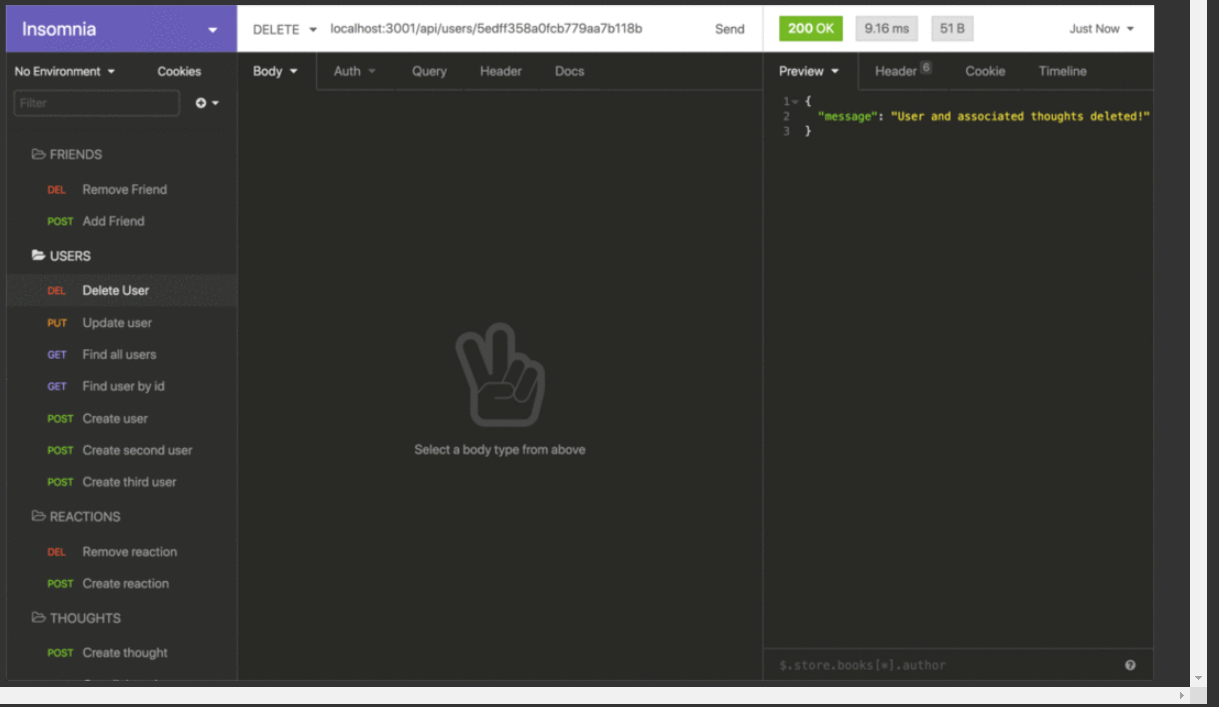 Insomnia
DELETE localhost:3001/api/users/5edff358a0fcb779aa7b118b Send
200 OK 9.16 ms 51 B Just Now
No Environment Cookies
Body Auth Query Header Docs
Preview Header 6 Cookie Timeline
Filter
1 {
2 "message": "User and associated thoughts deleted!"
3 }
FRIENDS
DEL Remove Friend
POST Add Friend
USERS
DEL Delete User
PUT Update user
GET Find all users
GET Find user by id
POST Create user
POST Create second user
POST Create third user
REACTIONS
DEL Remove reaction
POST Create reaction
THOUGHTS
POST Create thought
Select a body type from above
$.store.books[*].author